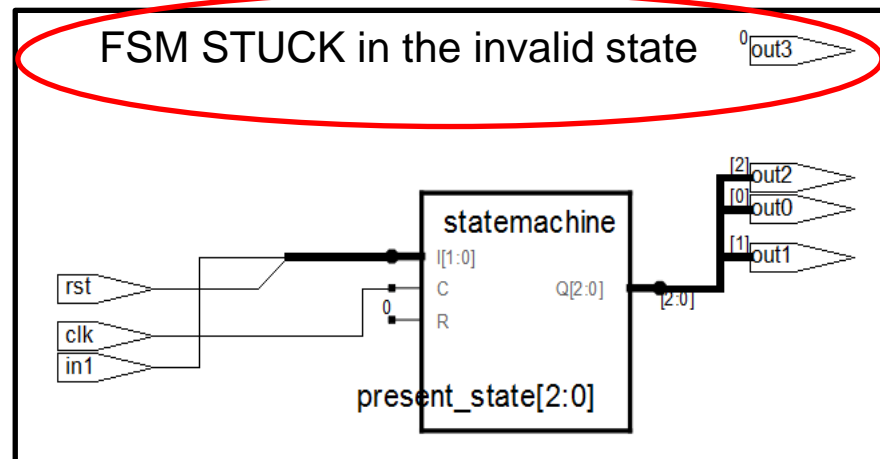 FSM STUCK in the invalid state
0
out3
[2]
out2
[0]
out0
[1]
out1
statemachine
I[1:0]
C
Q[2:0]
[2:0]
0
R
rst
clk
in1
present_state[2:0]